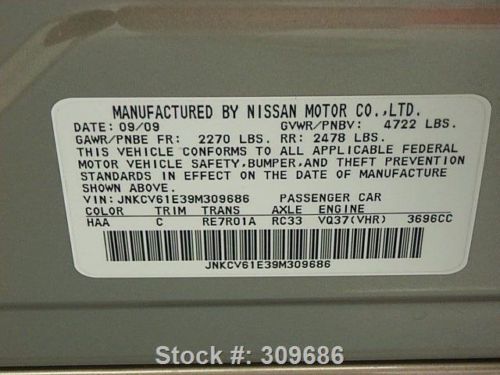 MANUFACTURED BY NISSAN MOTOR CO.,LTD.
DATE: 09/09 GVWR/PNBV: 4722 LBS.
GAWR/PNBE FR: 2270 LBS. RR: 2478 LBS.
THIS VEHICLE CONFORMS TO ALL APPLICABLE FEDERAL
MOTOR VEHICLE SAFETY,BUMPER,AND THEFT PREVENTION
STANDARDS IN EFFECT ON THE DATE OF MANUFACTURE
SHOWN ABOVE.
VIN: JNKCV61E39M309686 PASSENGER CAR
COLOR TRIM TRANS AXLE ENGINE
HAA C RE7R01A RC33 VQ37(VHR) 3696CC
JNKCV61E39M309686
Stock #: 309686